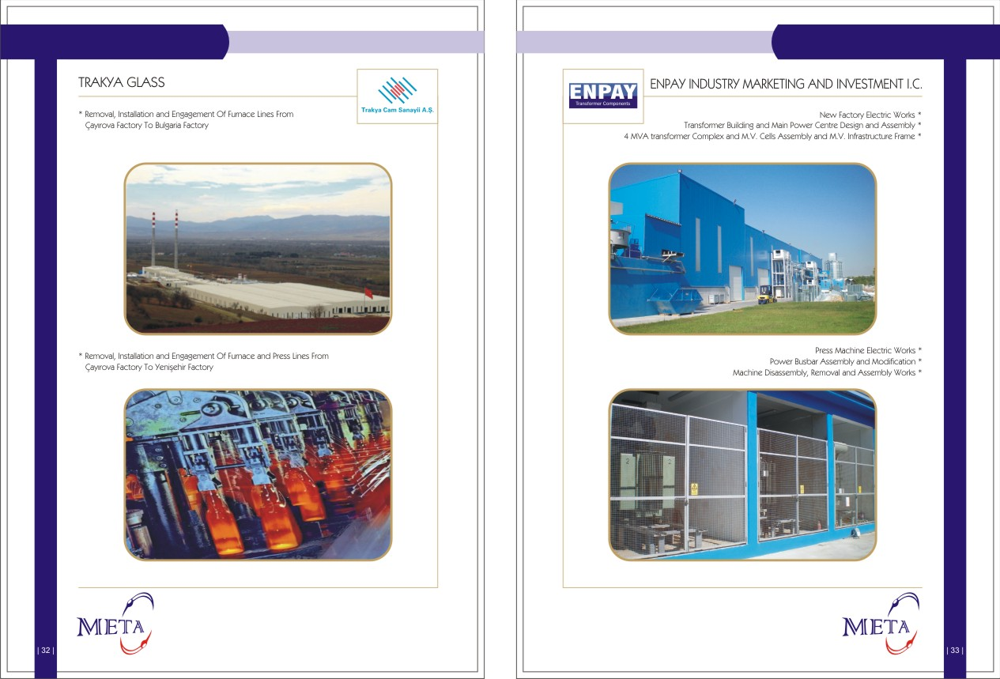 TRAKYA GLASS
Trakya Cam Sanayii A.Ş.
* Removal, Installation and Engagement Of Furnace Lines From
Çayırova Factory To Bulgaria Factory
* Removal, Installation and Engagement Of Furnace and Press Lines From
Çayırova Factory To Yenişehir Factory
META
| 32 |
ENPAY
Transformer Components
ENPAY INDUSTRY MARKETING AND INVESTMENT I.C.
New Factory Electric Works *
Transformer Building and Main Power Centre Design and Assembly *
4 MVA transformer Complex and M.V. Cells Assembly and M.V. Infrastructure Frame *
Press Machine Electric Works *
Power Busbar Assembly and Modification *
Machine Disassembly, Removal and Assembly Works *
2
2
META
| 33 |